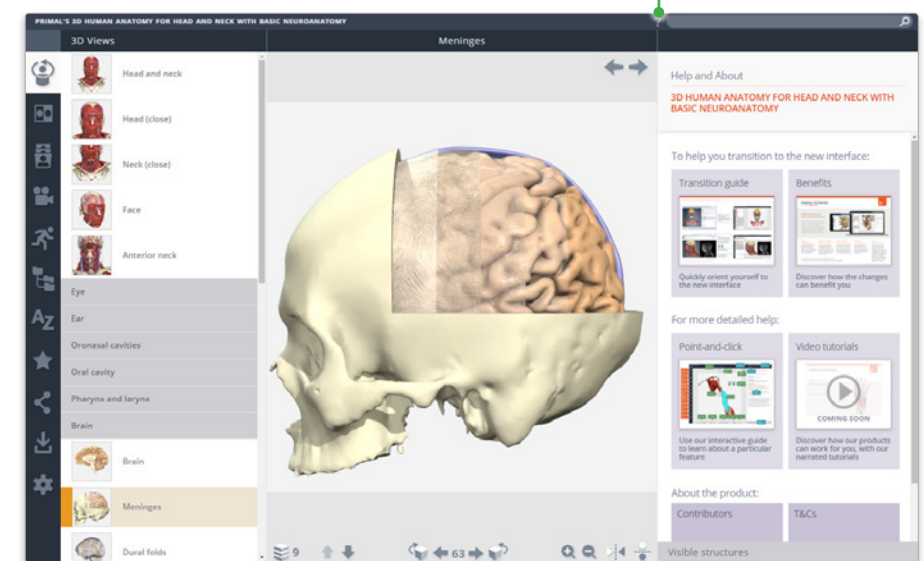 PRIMAL'S 3D HUMAN ANATOMY FOR HEAD AND NECK WITH BASIC NEUROANATOMY
?
3D Views
Meninges
Head and neck
Head (close)
Neck (close)
Face
Anterior neck
Eye
Ear
Oronasal cavities
Oral cavity
Pharynx and larynx
Brain
Brain
Meninges
Dural folds
AZ
9
63
Help and About
3D HUMAN ANATOMY FOR HEAD AND NECK WITH
BASIC NEUROANATOMY
To help you transition to the new interface:
Transition guide
Quickly orient yourself to
the new interface
Benefits
Discover how the changes
can benefit you
For more detailed help:
Point-and-click
Use our interactive guide
to learn about a particular
feature
Video tutorials
COMING SOON
Discover how our products
can work for you, with our
narrated tutorials
About the product:
Contributors
T&Cs
Visible structures